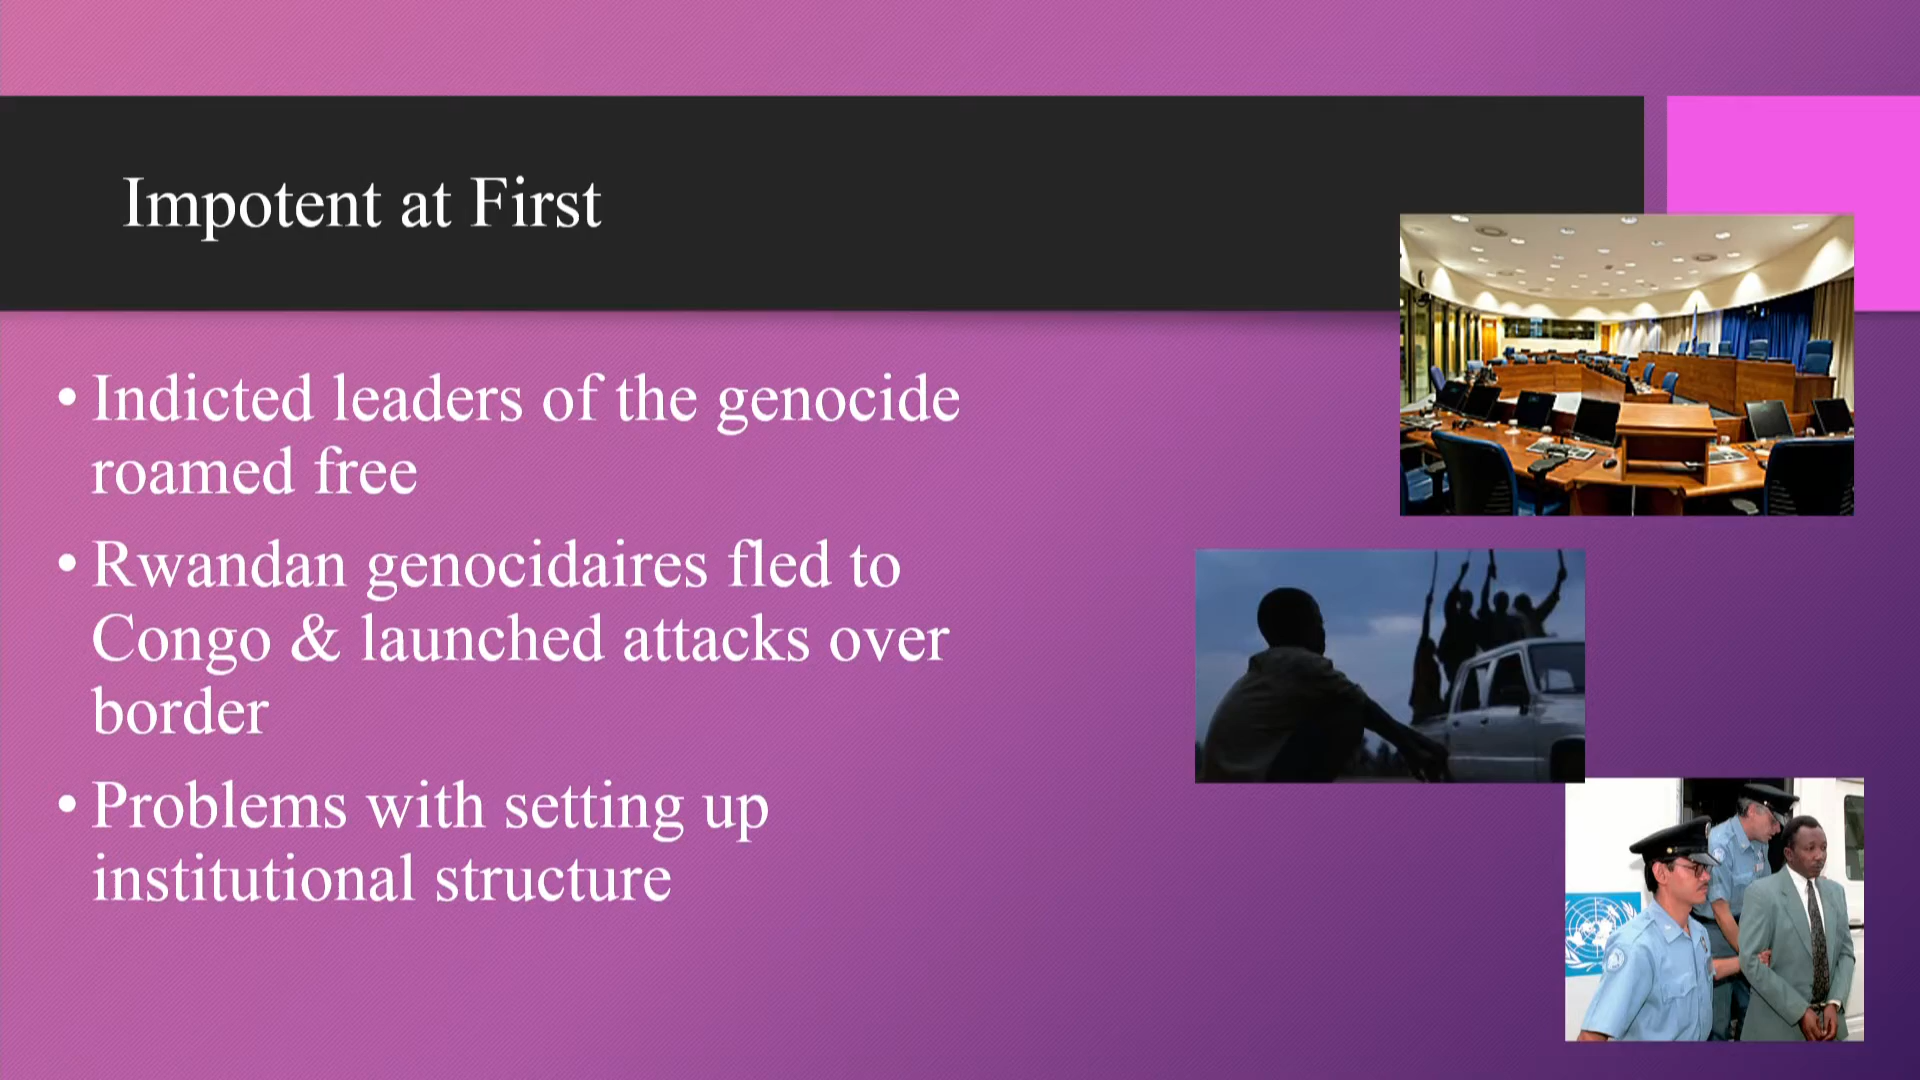 Impotent at First
• Indicted leaders of the genocide
roamed free
• Rwandan genocidaires fled to
Congo & launched attacks over
border
• Problems with setting up
institutional structure